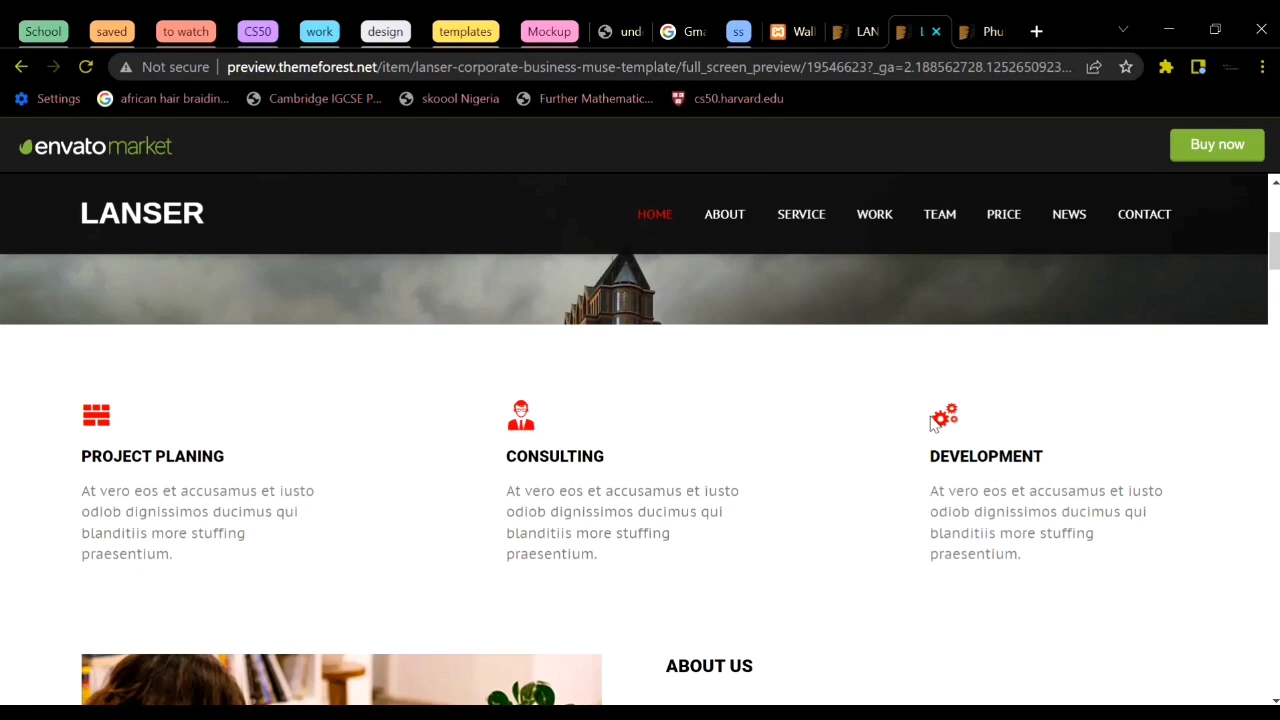 School saved to watch CS50 work design templates Mockup und Gma ss Wall LAN L Phu
Not secure preview.themeforest.net/item/lanser-corporate-business-muse-template/full_screen_preview/19546623?_ga=2.188562728.1252650923...
Settings african hair braidin... Cambridge IGCSE P... skoool Nigeria Further Mathematic... cs50.harvard.edu
envatomarket Buy now
LANSER HOME ABOUT SERVICE WORK TEAM PRICE NEWS CONTACT
PROJECT PLANING
At vero eos et accusamus et iusto
odiob dignissimos ducimus qui
blanditiis more stuffing
praesentium.
CONSULTING
At vero eos et accusamus et iusto
odiob dignissimos ducimus qui
blanditiis more stuffing
praesentium.
DEVELOPMENT
At vero eos et accusamus et iusto
odiob dignissimos ducimus qui
blanditiis more stuffing
praesentium.
ABOUT US